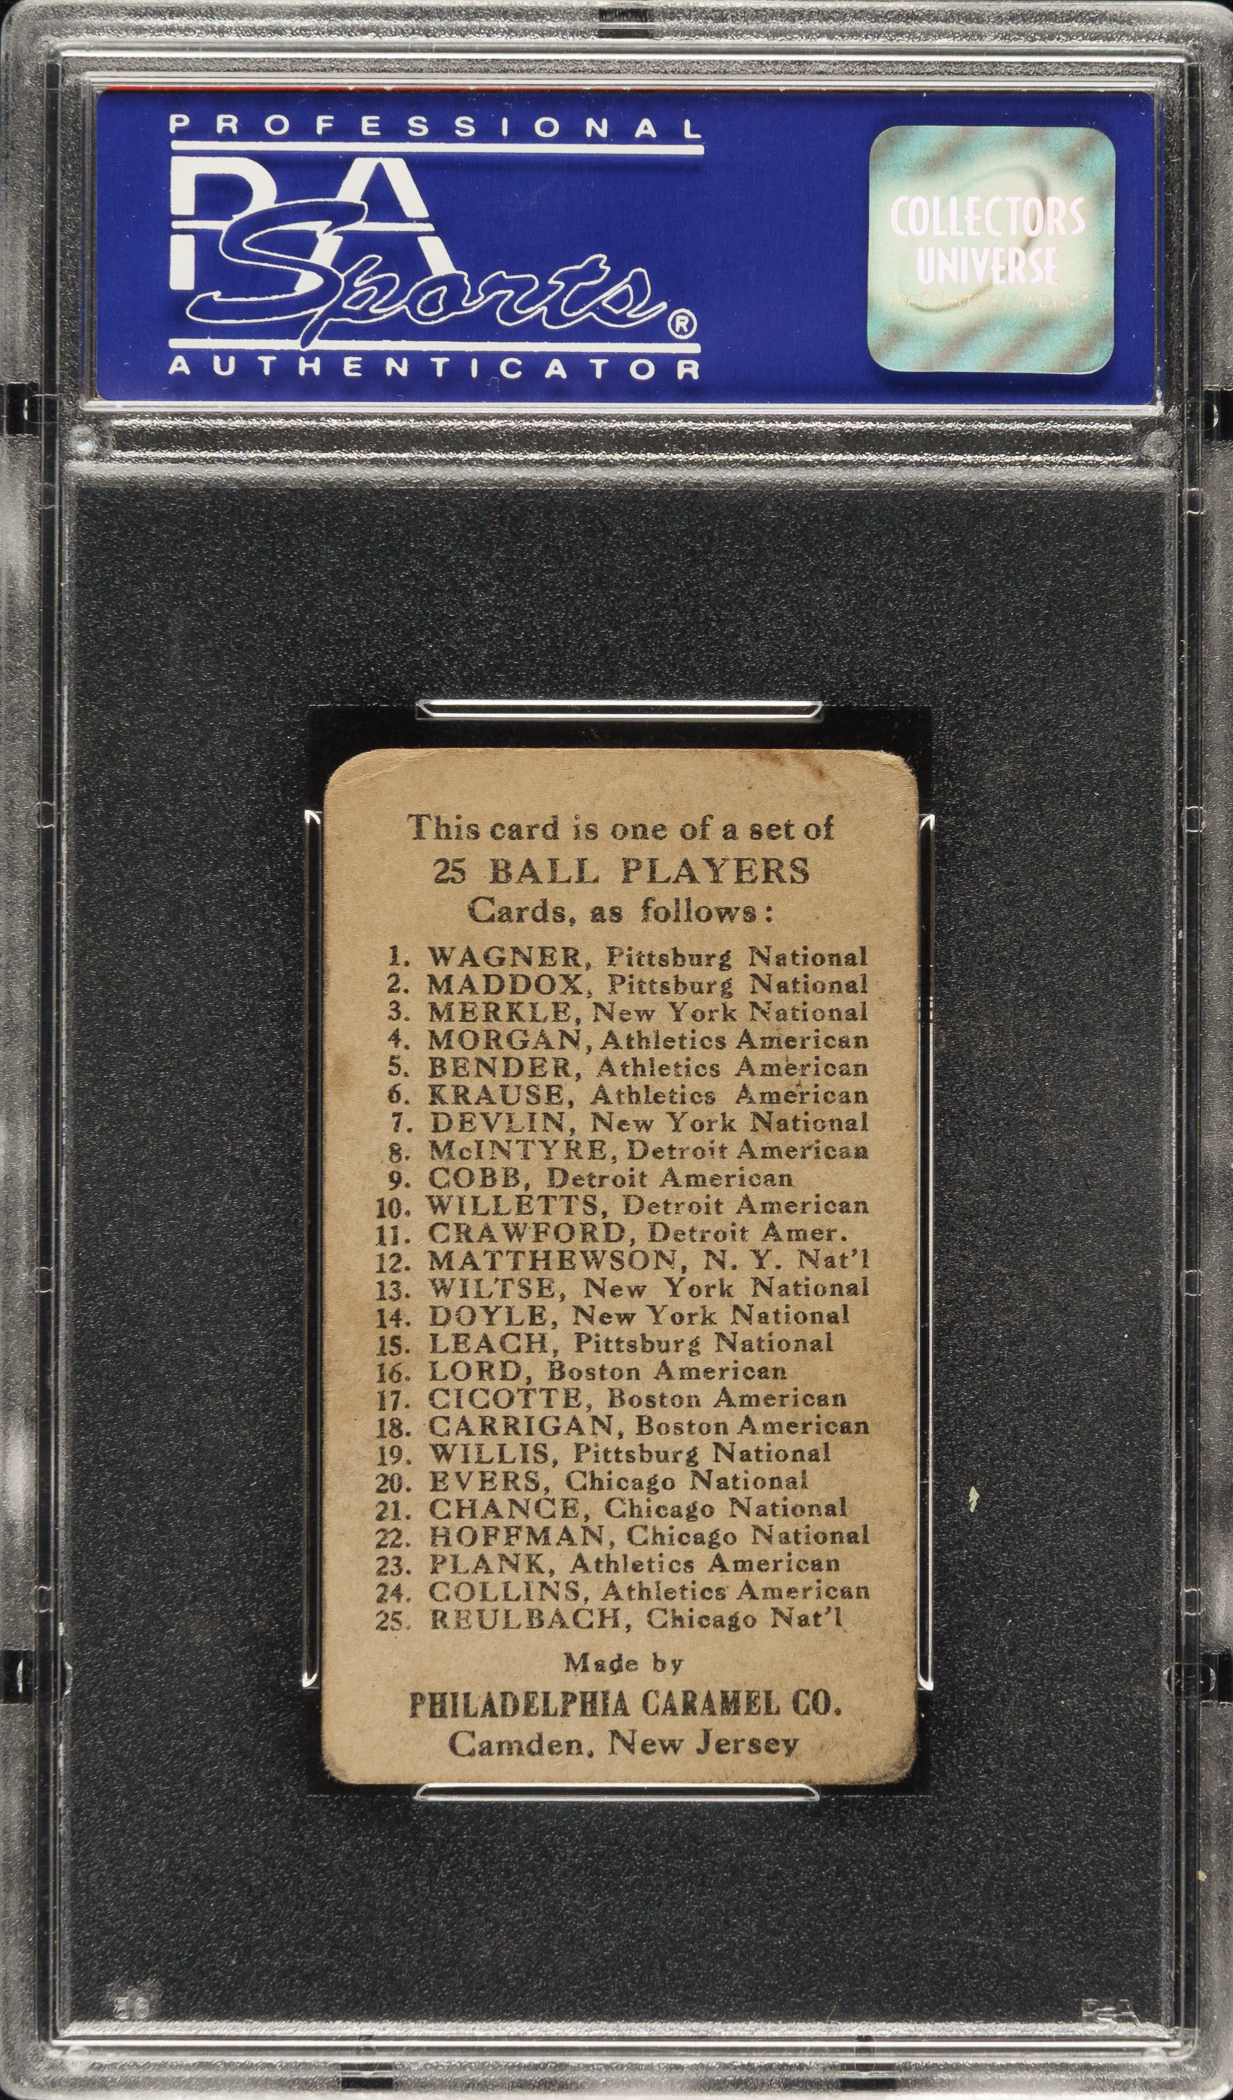 PROFESSIONAL
PSA
Sports®
AUTHENTICATOR
COLLECTORS
UNIVERSE
This card is one of a set of
25 BALL PLAYERS
Cards, as follows:
1. WAGNER, Pittsburg National
2. MADDOX, Pittsburg National
3. MERKLE, New York National
4. MORGAN, Athletics American
5. BENDER, Athletics American
6. KRAUSE, Athletics American
7. DEVLIN, New York National
8. McINTYRE, Detroit American
9. COBB, Detroit American
10. WILLETTS, Detroit American
11. CRAWFORD, Detroit Amer.
12. MATTHEWSON, N. Y. Nat'l
13. WILTSE, New York National
14. DOYLE, New York National
15. LEACH, Pittsburg National
16. LORD, Boston American
17. CICOTTE, Boston American
18. CARRIGAN, Boston American
19. WILLIS, Pittsburg National
20. EVERS, Chicago National
21. CHANCE, Chicago National
22. HOFFMAN, Chicago National
23. PLANK, Athletics American
24. COLLINS, Athletics American
25. REULBACH, Chicago Nat'l
Made by
PHILADELPHIA CARAMEL CO.
Camden, New Jersey
PSA